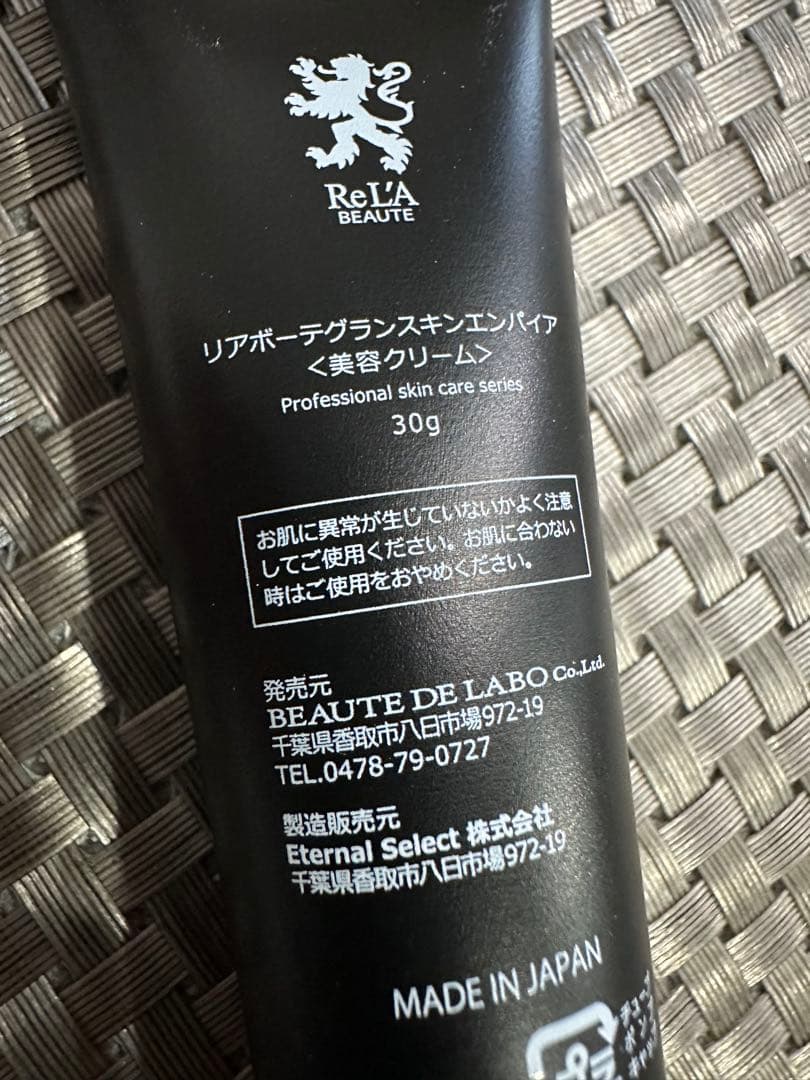 ReL'A
BEAUTE
リアボーテグランスキンエンパイア
<美容クリーム>
Professional skin care series
30g
お肌に異常が生じていないかよく注意
してご使用ください。お肌に合わない
時はご使用をおやめください。
発売元
BEAUTE DE LABO Co.,Ltd.
千葉県香取市八日市場972-19
TEL.0478-79-0727
製造販売元
Eternal Select 株式会社
千葉県香取市八日市場972-19
MADE IN JAPAN
プラ